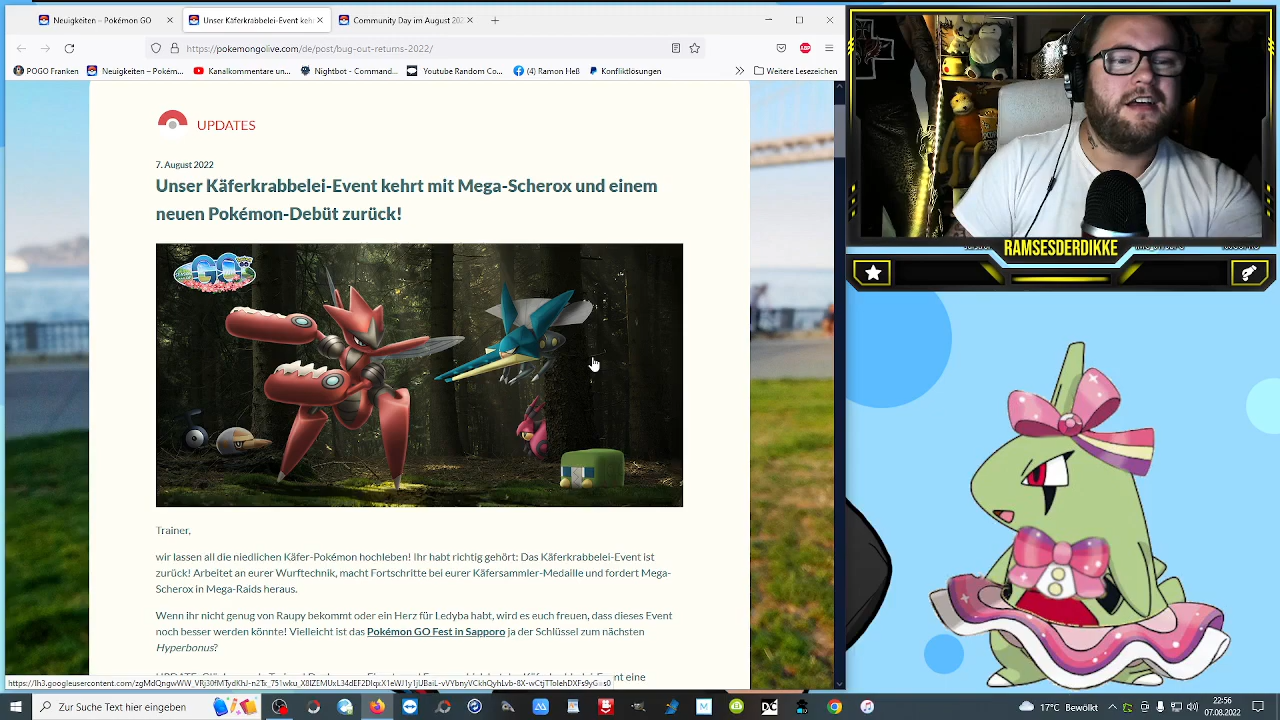 Neuigkeiten – Pokémon GO
Unser Käferkrabbelei-Event keh
Community Day im August 202
https://pokemongolive.com/de/post/bug-out-returns-2022/
POGO Franken
Neuigkeiten – Pokém...
Kanalkommentare un...
Nightbot - Comman...
Youtube Random Co...
(4) Ramon Heß
Konfliktlösungen
Weitere Lesezeichen
UPDATES
7. August 2022
Unser Käferkrabbelei-Event kehrt mit Mega-Scherox und einem
neuen Pokémon-Debüt zurück!
GO
Trainer,
wir lassen all die niedlichen Käfer-Pokémon hochleben! Ihr habt richtig gehört: Das Käferkrabbelei-Event ist
zurück! Arbeitet an eurer Wurftechnik, macht Fortschritte bei eurer Käfersammler-Medaille und fordert Mega-
Scherox in Mega-Raids heraus.
Wenn ihr nicht genug von Raupy bekommt oder ein Herz für Ledyba habt, wird es euch freuen, dass dieses Event
noch besser werden könnte! Vielleicht ist das Pokémon GO Fest in Sapporo ja der Schlüssel zum nächsten
Hyperbonus?
RAMSESDERDIKKE
Zur Suche Text hier eingeben
17°C Bewölkt
22:56
07.08.2022